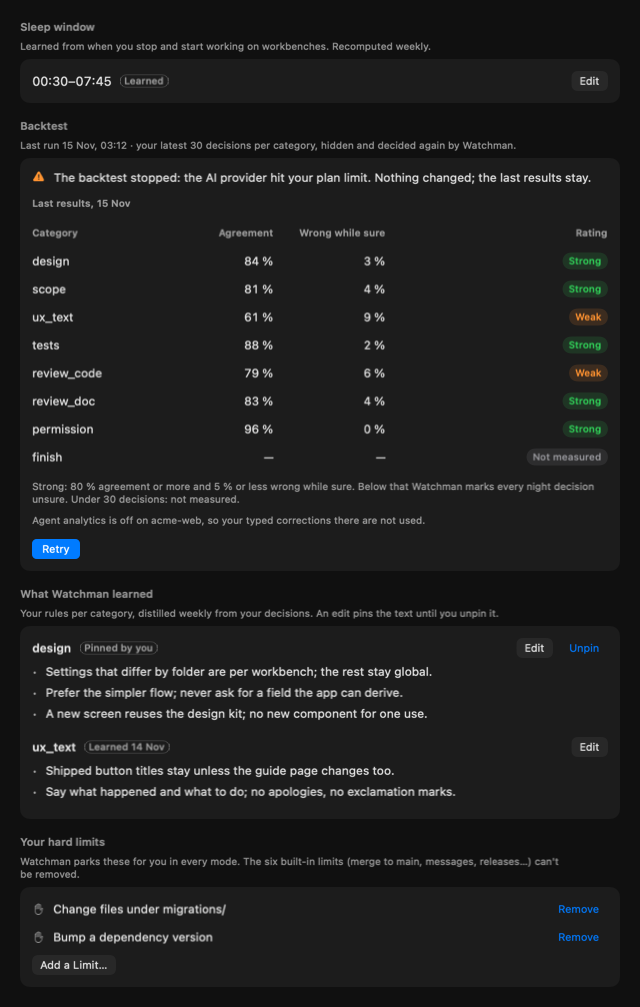 Sleep window
Learned from when you stop and start working on workbenches. Recomputed weekly.
00:30–07:45 Learned Edit
Backtest
Last run 15 Nov, 03:12 · your latest 30 decisions per category, hidden and decided again by Watchman.
The backtest stopped: the AI provider hit your plan limit. Nothing changed; the last results stay.
Last results, 15 Nov
Category Agreement Wrong while sure Rating
design 84 % 3 % Strong
scope 81 % 4 % Strong
ux_text 61 % 9 % Weak
tests 88 % 2 % Strong
review_code 79 % 6 % Weak
review_doc 83 % 4 % Strong
permission 96 % 0 % Strong
finish — — Not measured
Strong: 80 % agreement or more and 5 % or less wrong while sure. Below that Watchman marks every night decision
unsure. Under 30 decisions: not measured.
Agent analytics is off on acme-web, so your typed corrections there are not used.
Retry
What Watchman learned
Your rules per category, distilled weekly from your decisions. An edit pins the text until you unpin it.
design Pinned by you Edit Unpin
· Settings that differ by folder are per workbench; the rest stay global.
· Prefer the simpler flow; never ask for a field the app can derive.
· A new screen reuses the design kit; no new component for one use.
ux_text Learned 14 Nov Edit
· Shipped button titles stay unless the guide page changes too.
· Say what happened and what to do; no apologies, no exclamation marks.
Your hard limits
Watchman parks these for you in every mode. The six built-in limits (merge to main, messages, releases…) can't
be removed.
Change files under migrations/ Remove
Bump a dependency version Remove
Add a Limit…